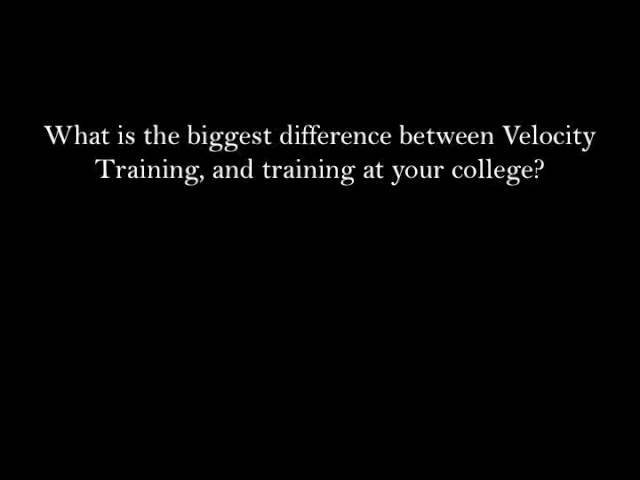 What is the biggest difference between Velocity
Training, and training at your college?